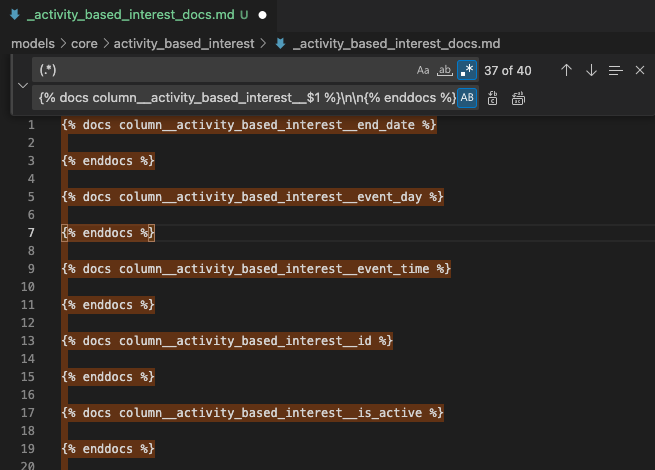 _activity_based_interest_docs.md U
models > core > activity_based_interest > _activity_based_interest_docs.md
(.*) Aa ab .* 37 of 40
{% docs column__activity_based_interest__$1 %}\n\n{% enddocs %} AB
1 {% docs column__activity_based_interest__end_date %}
2
3 {% enddocs %}
4
5 {% docs column__activity_based_interest__event_day %}
6
7 {% enddocs %}
8
9 {% docs column__activity_based_interest__event_time %}
10
11 {% enddocs %}
12
13 {% docs column__activity_based_interest__id %}
14
15 {% enddocs %}
16
17 {% docs column__activity_based_interest__is_active %}
18
19 {% enddocs %}
20